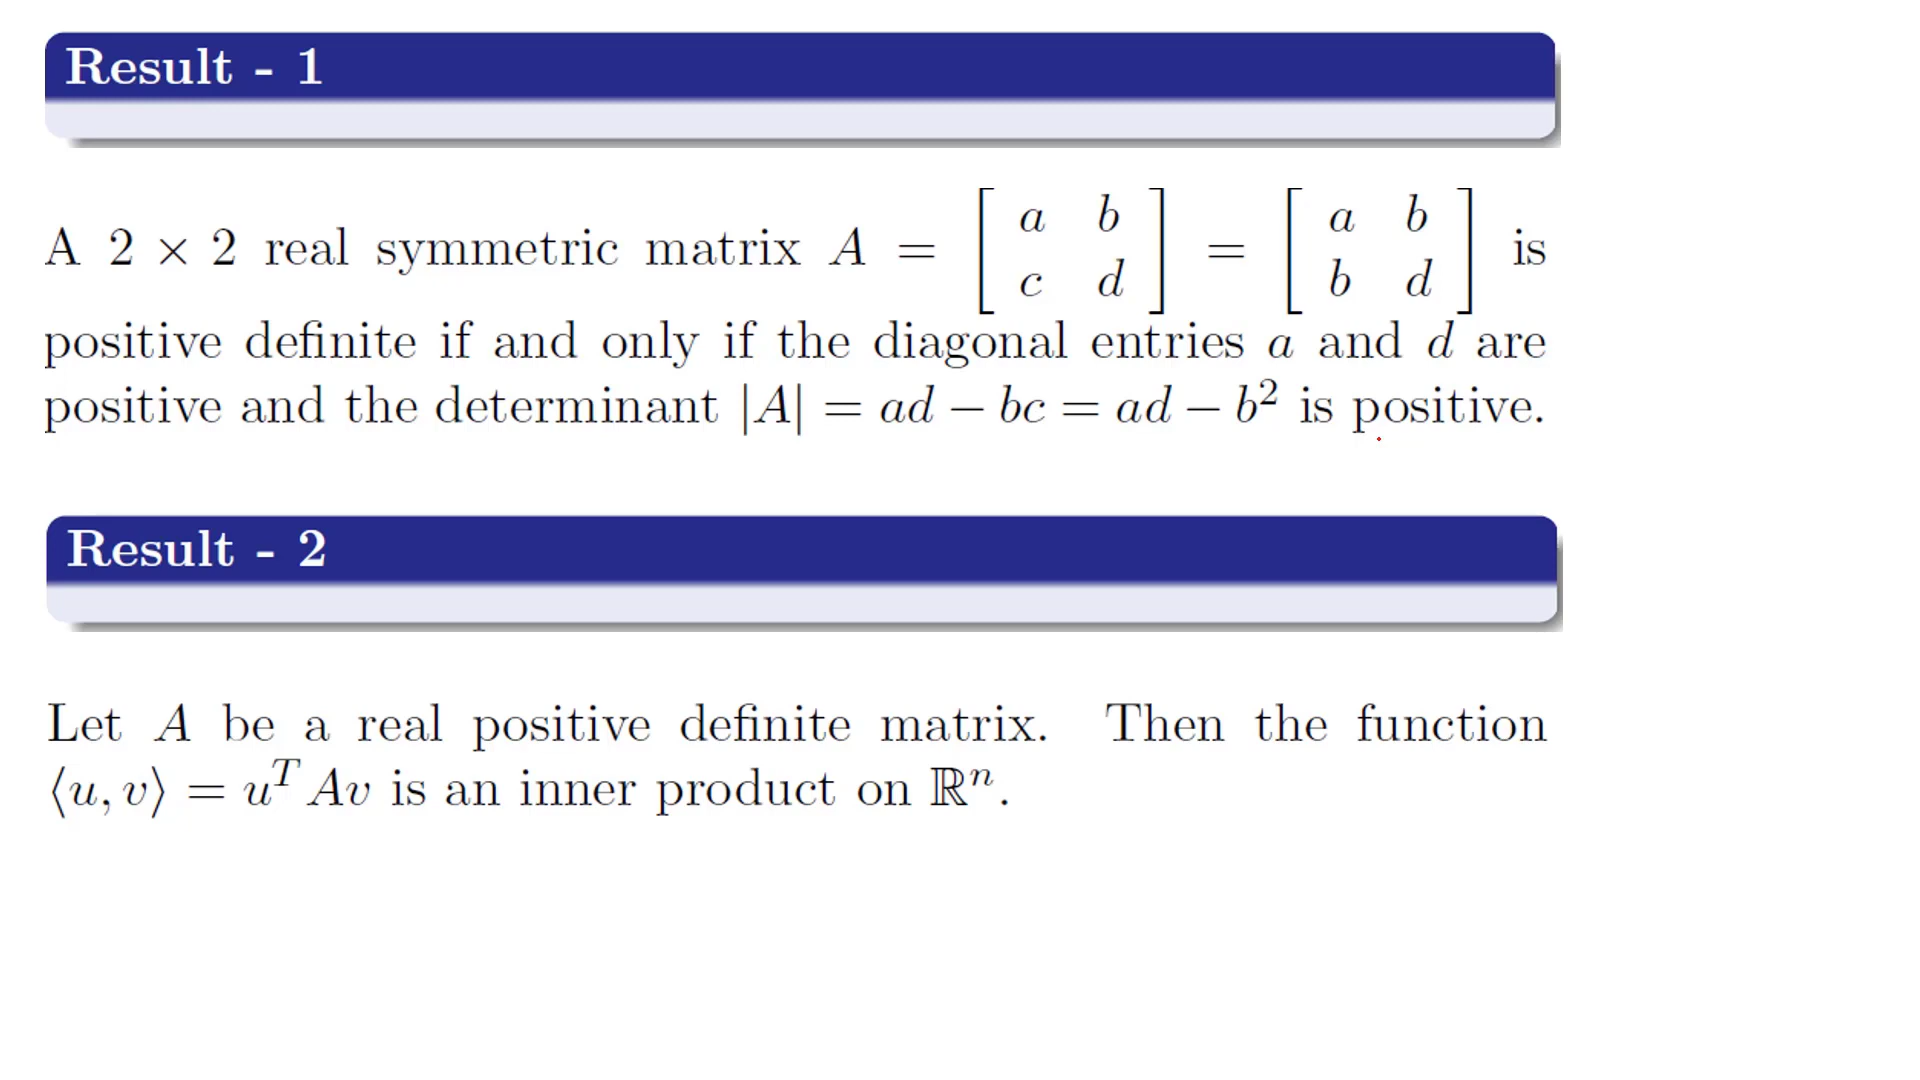 Result - 1
A 2 × 2 real symmetric matrix A = [ a b ; c d ] = [ a b ; b d ] is
positive definite if and only if the diagonal entries a and d are
positive and the determinant |A| = ad − bc = ad − b² is positive.
Result - 2
Let A be a real positive definite matrix. Then the function
⟨u, v⟩ = uᵀAv is an inner product on ℝⁿ.